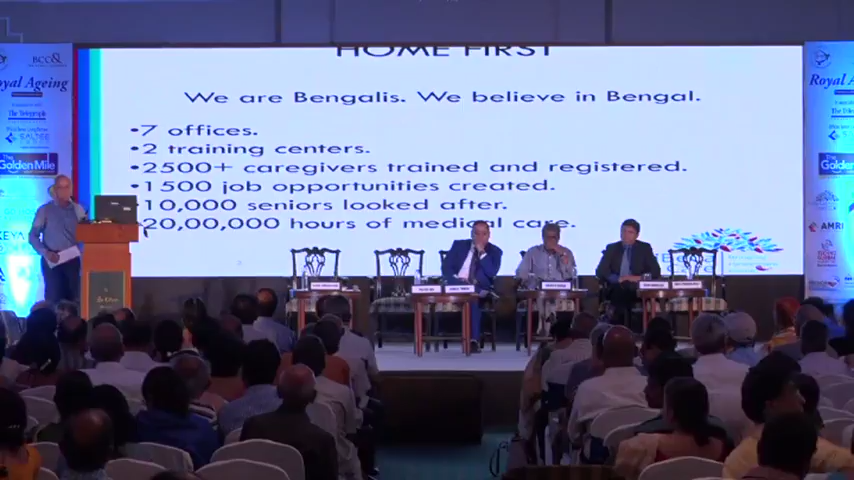 HOME FIRST
We are Bengalis. We believe in Bengal.
•7 offices.
•2 training centers.
•2500+ caregivers trained and registered.
•1500 job opportunities created.
•10,000 seniors looked after.
•20,00,000 hours of medical care.
BCC&I
Royal Ageing
The Telegraph
The Golden Mile
Royal
AMRI